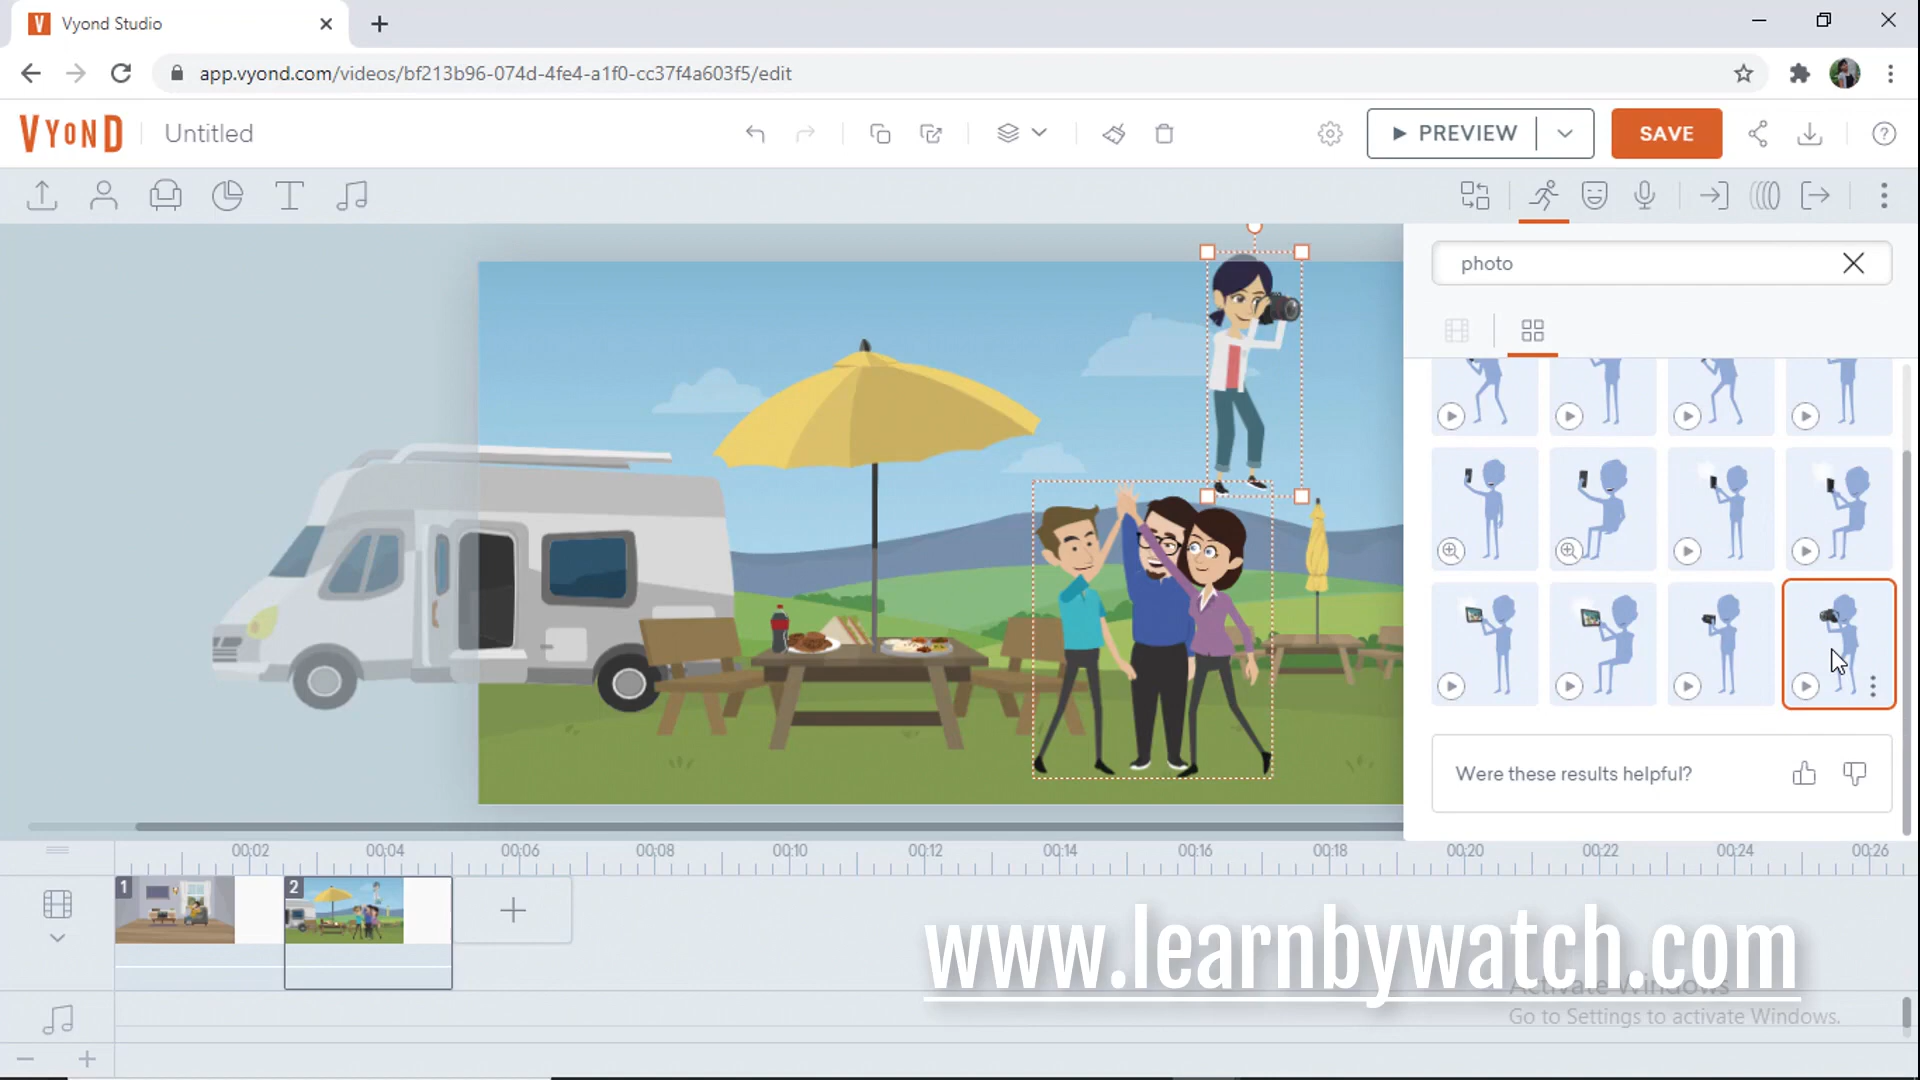 Vyond Studio
app.vyond.com/videos/bf213b96-074d-4fe4-a1f0-cc37f4a603f5/edit
VYOND
Untitled
PREVIEW
SAVE
photo
Were these results helpful?
00:02 00:04 00:06 00:08 00:10 00:12 00:14 00:16 00:18 00:20 00:22 00:24 00:26
1
2
www.learnbywatch.com
Activate Windows
Go to Settings to activate Windows.